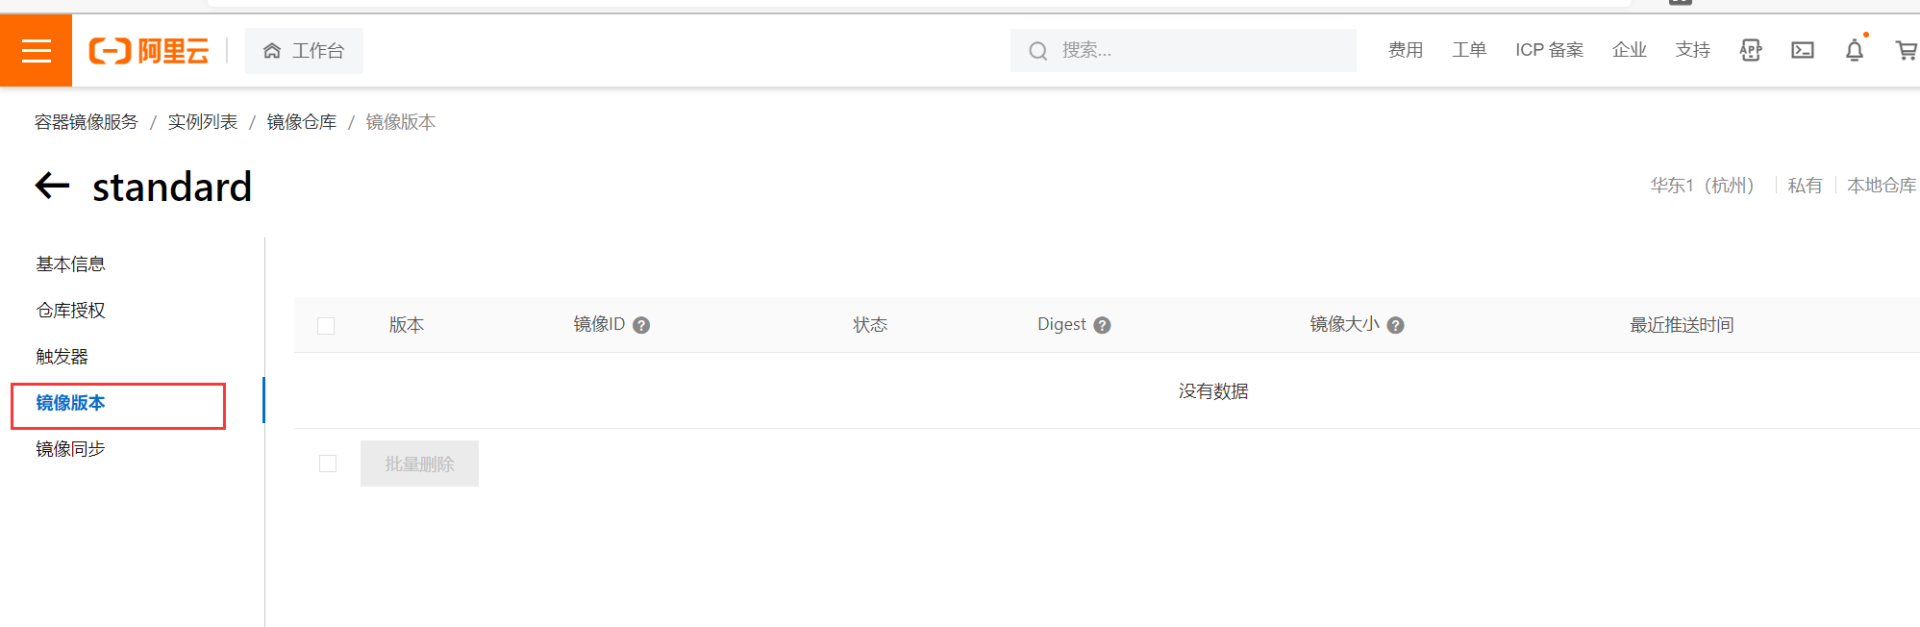 阿里云 工作台 搜索... 费用 工单 ICP 备案 企业 支持 APP
容器镜像服务 / 实例列表 / 镜像仓库 / 镜像版本
← standard 华东1（杭州） 私有 本地仓库
基本信息
仓库授权
触发器
镜像版本
镜像同步
版本 镜像ID ? 状态 Digest ? 镜像大小 ? 最近推送时间
没有数据
批量删除